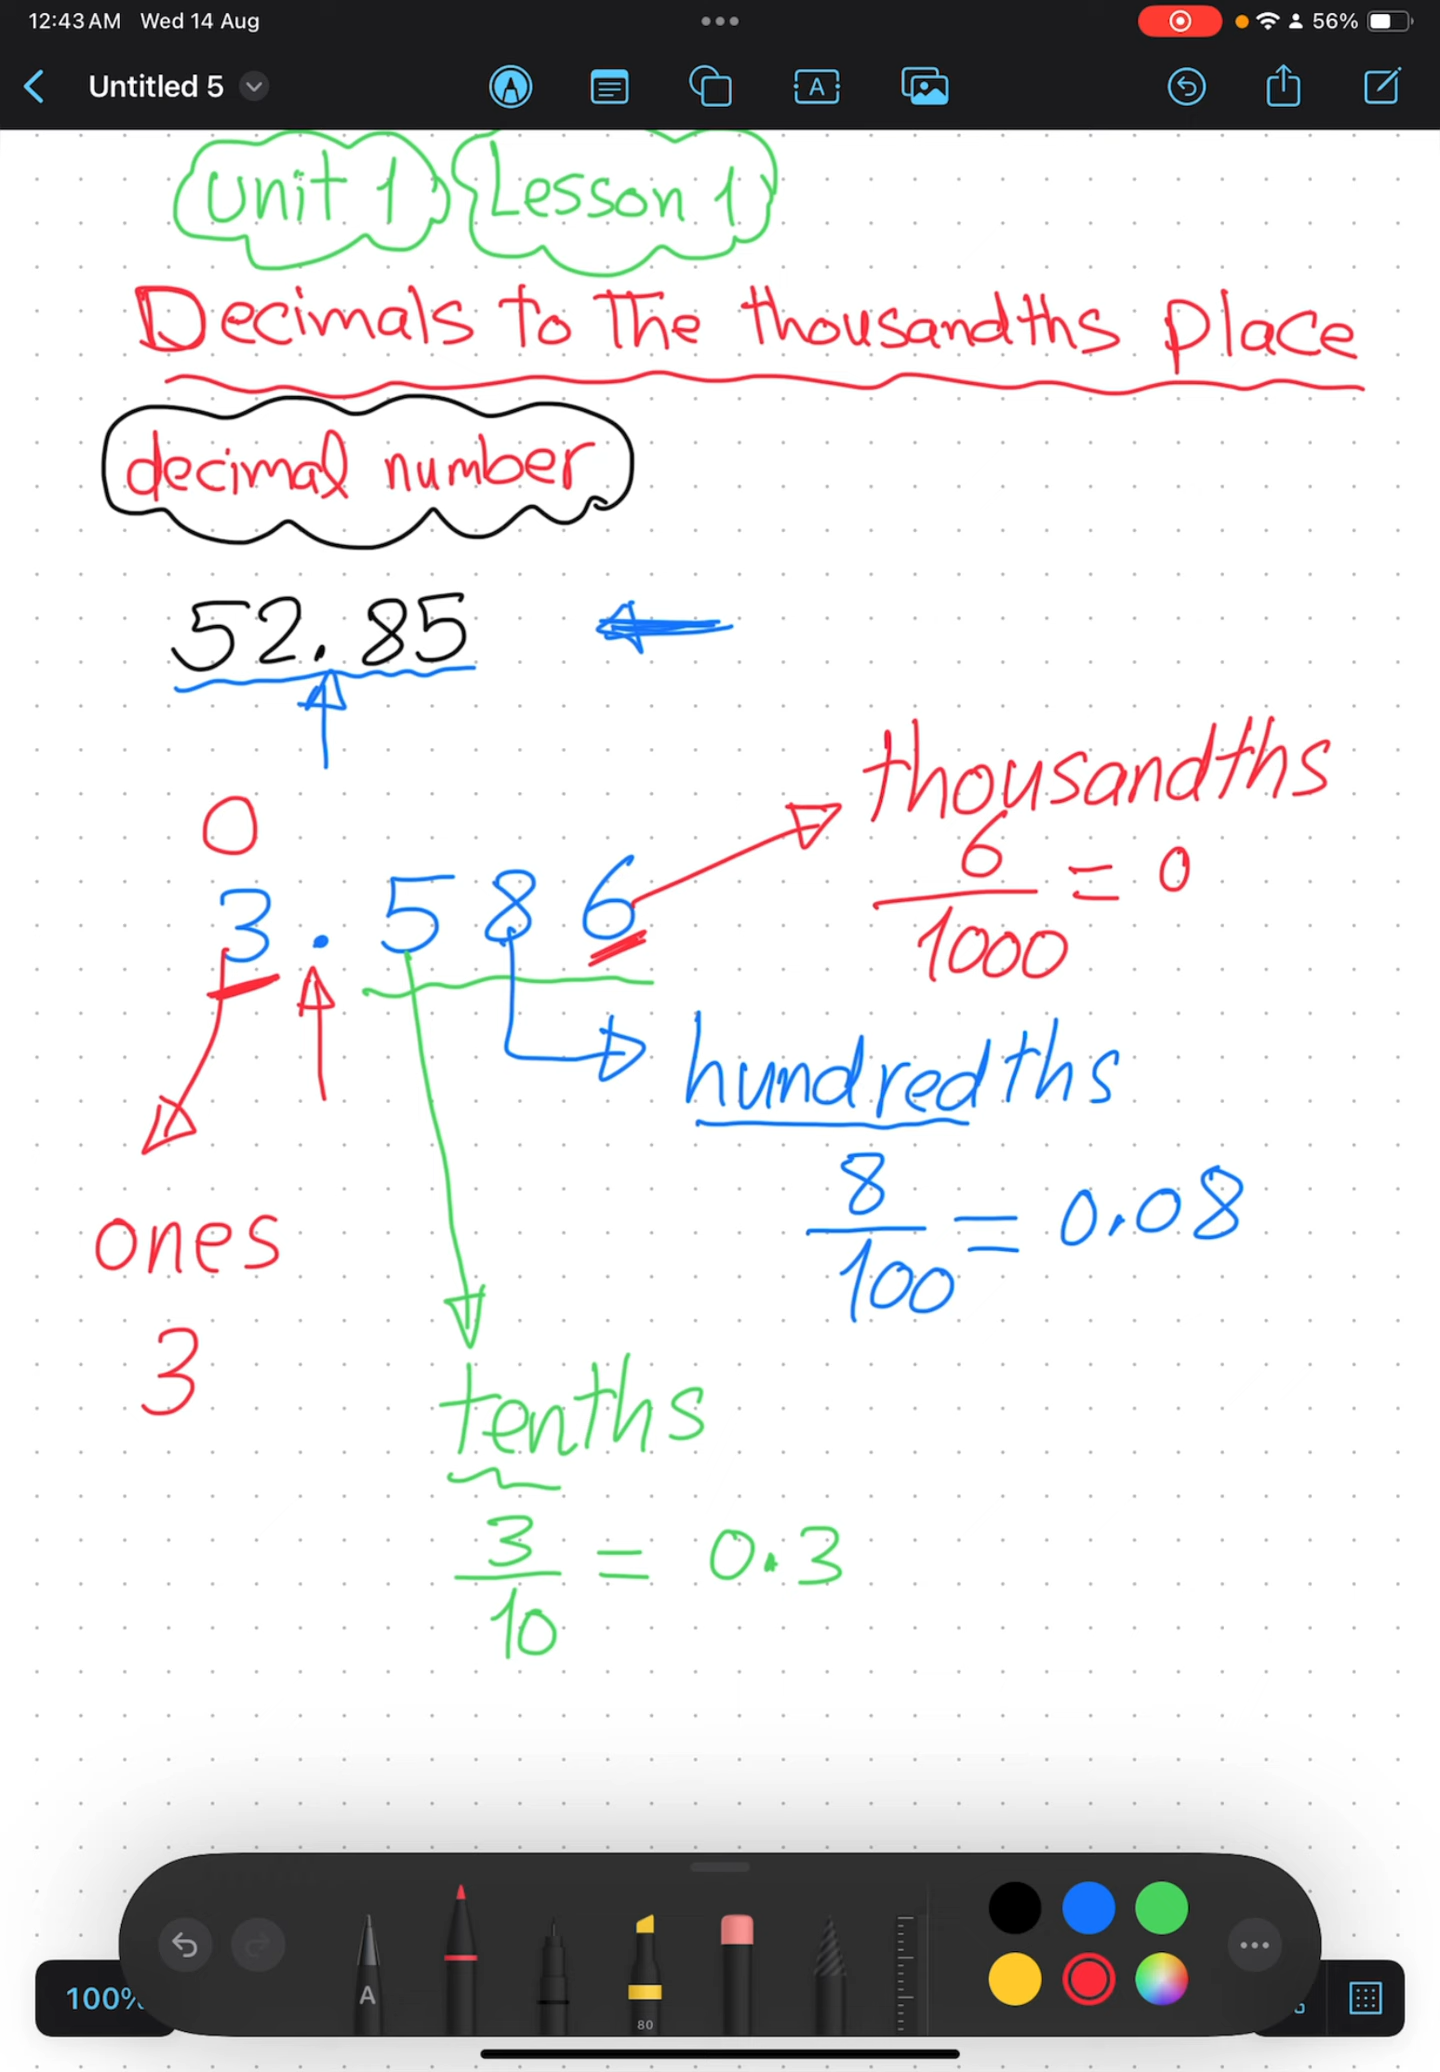 12:43 AM Wed 14 Aug
56%
Untitled 5
A
Unit 1 Lesson 1
Decimals to The thousandths place
decimal number
52.85
thousandths
0
6/1000 = 0
3.586
hundredths
8/100 = 0.08
ones
3
tenths
3/10 = 0.3
A
80
100%